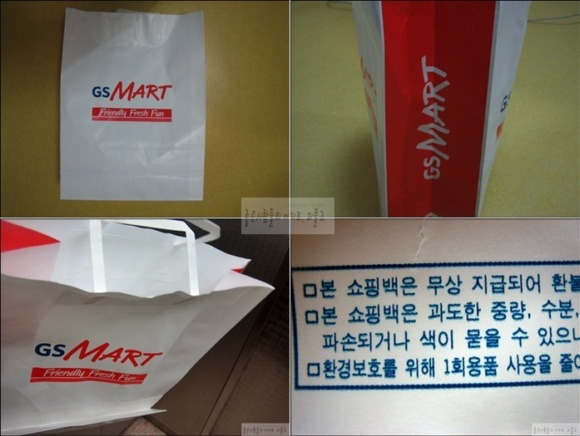 GS MART
Friendly Fresh Fun
GS MART
GS
GS MART
Friendly Fresh Fun
□본 쇼핑백은 무상 지급되어 환불
□본 쇼핑백은 과도한 중량, 수분,
파손되거나 색이 묻을 수 있으니
□환경보호를 위해 1회용품 사용을 줄이